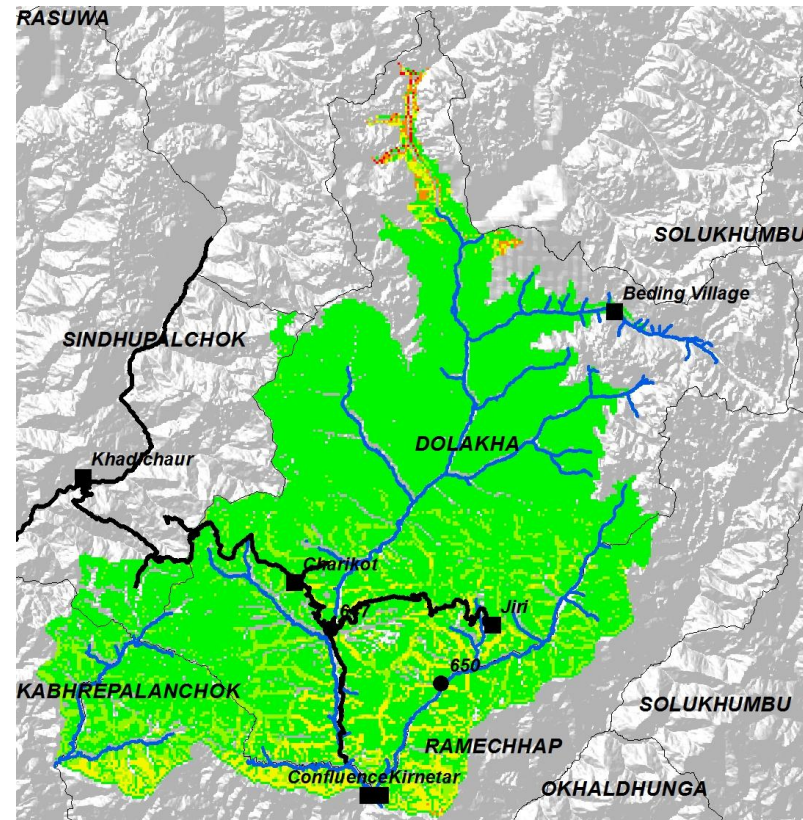 RASUWA
SOLUKHUMBU
Beding Village
SINDHUPALCHOK
DOLAKHA
Khadichaur
Charikot
647
Jiri
650
KABHREPALANCHOK
SOLUKHUMBU
RAMECHHAP
ConfluenceKirnetar
OKHALDHUNGA